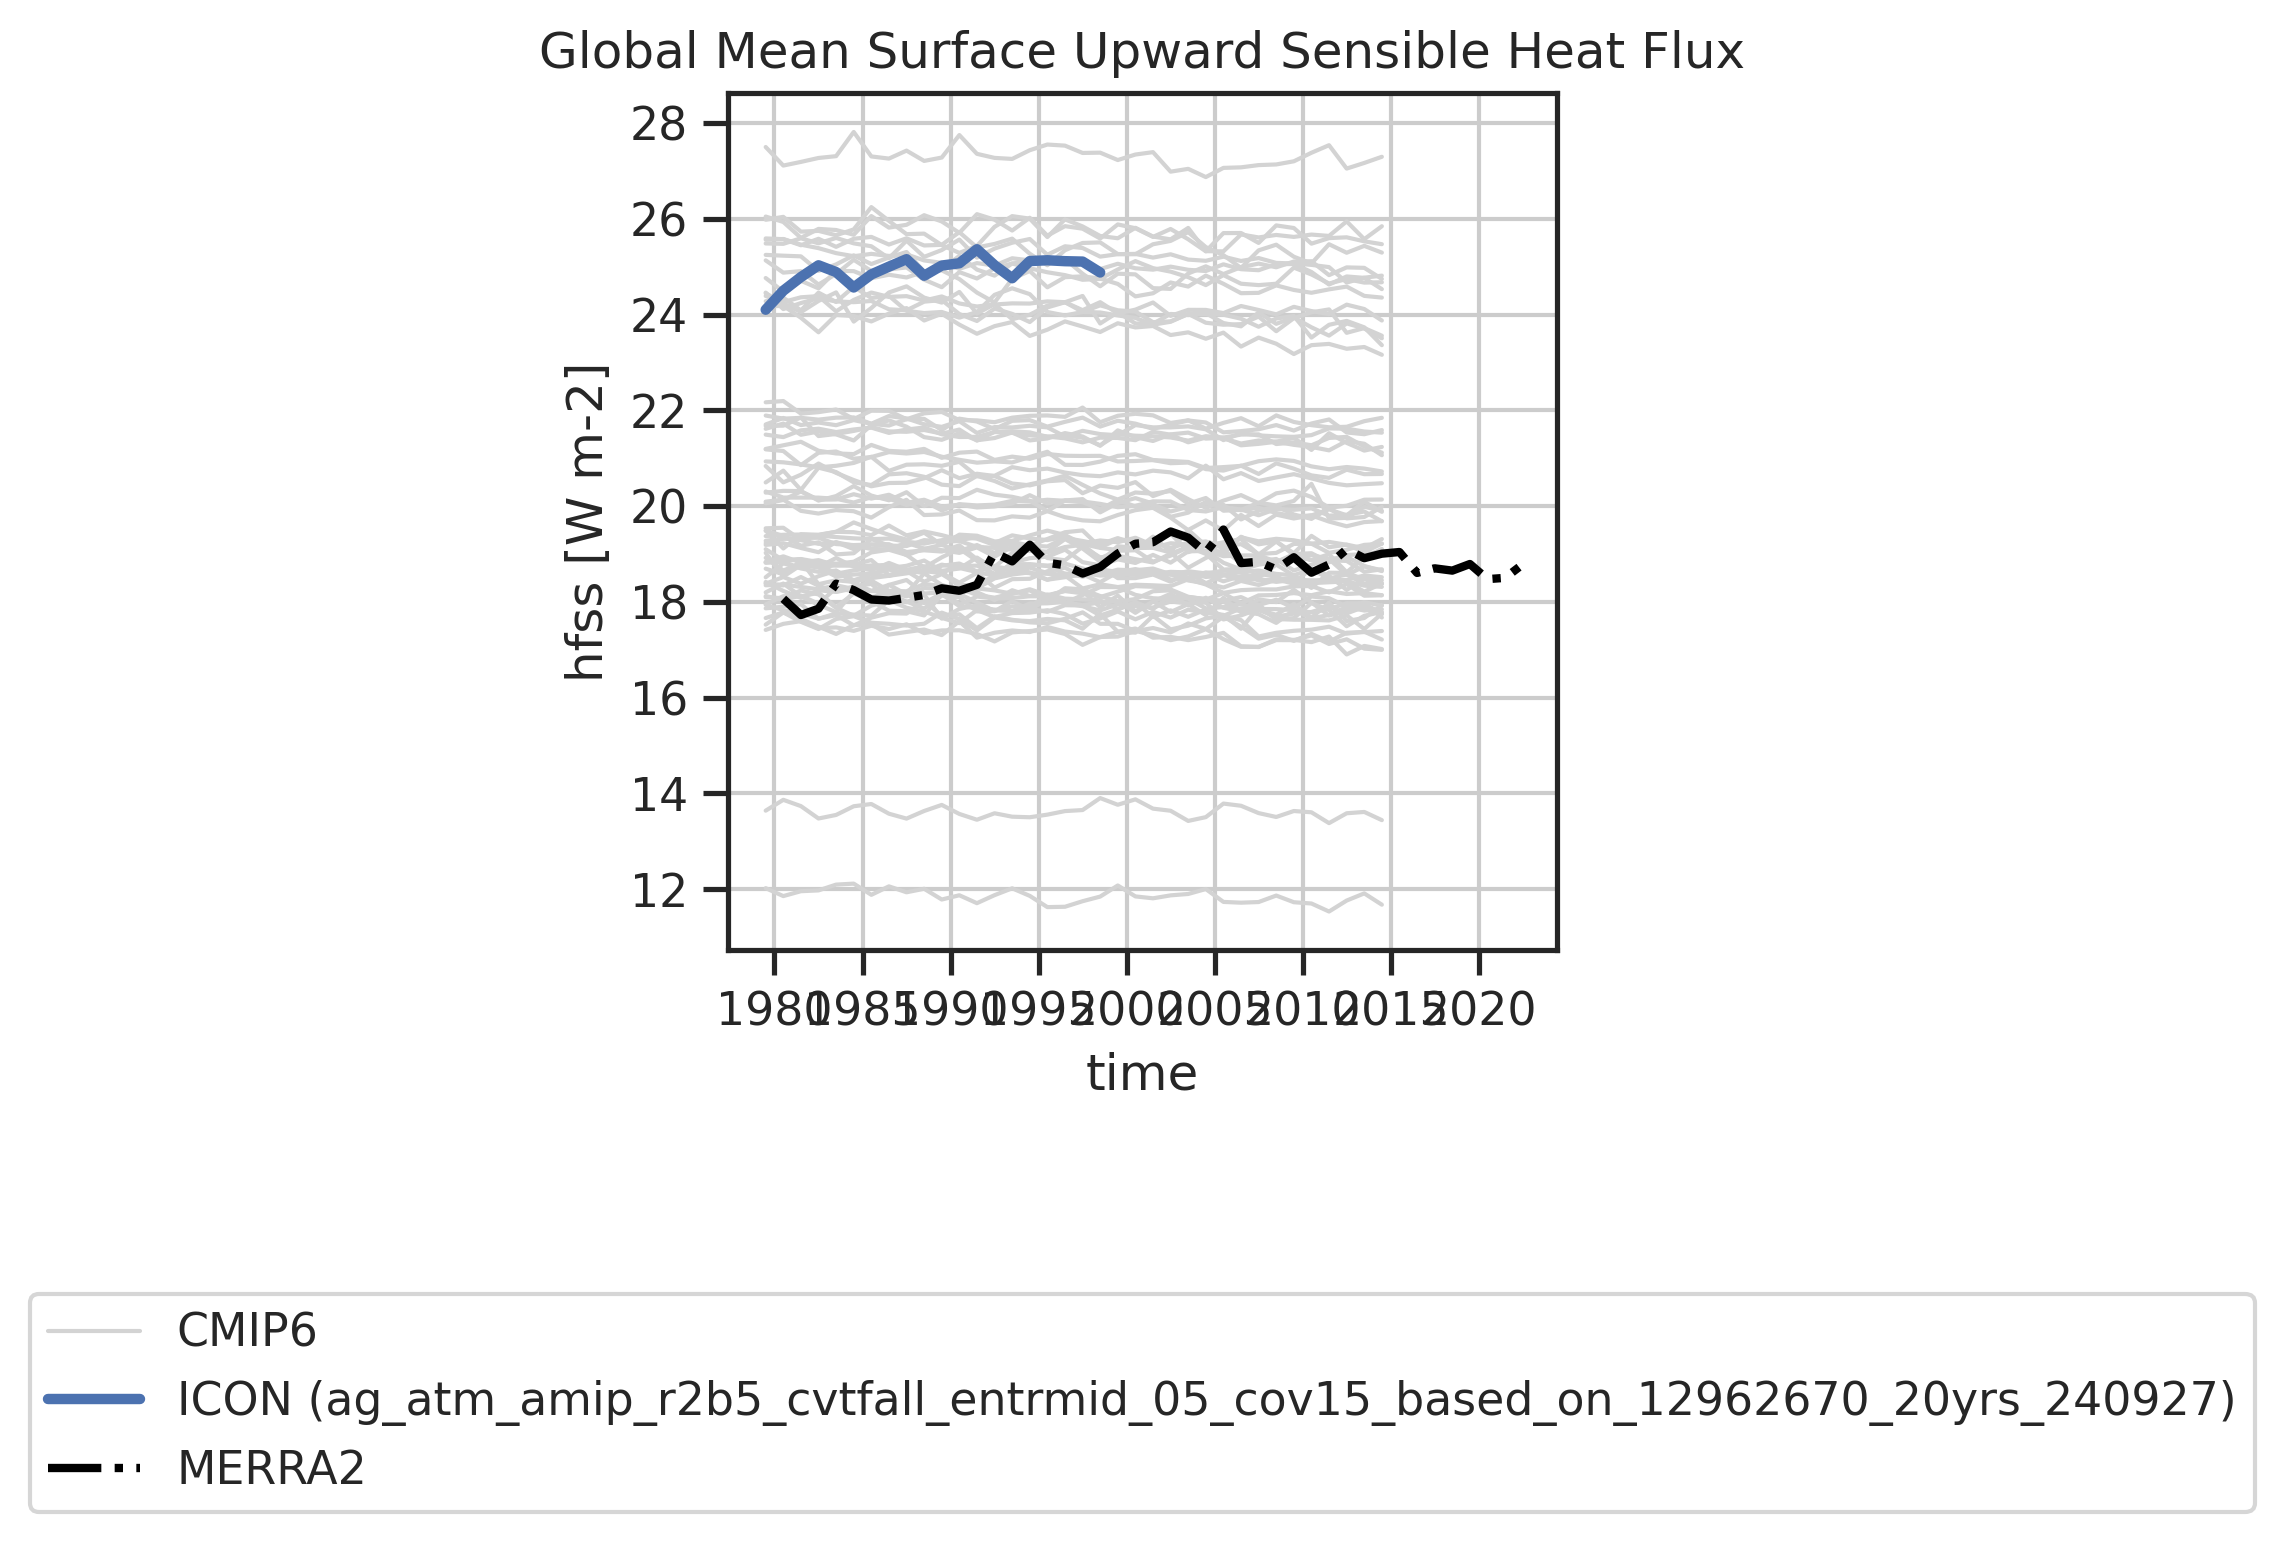 Global Mean Surface Upward Sensible Heat Flux
28
26
24
22
20
18
16
14
12
hfss [W m-2]
1980 1985 1990 1995 2000 2005 2010 2015 2020
time
CMIP6
ICON (ag_atm_amip_r2b5_cvtfall_entrmid_05_cov15_based_on_12962670_20yrs_240927)
MERRA2